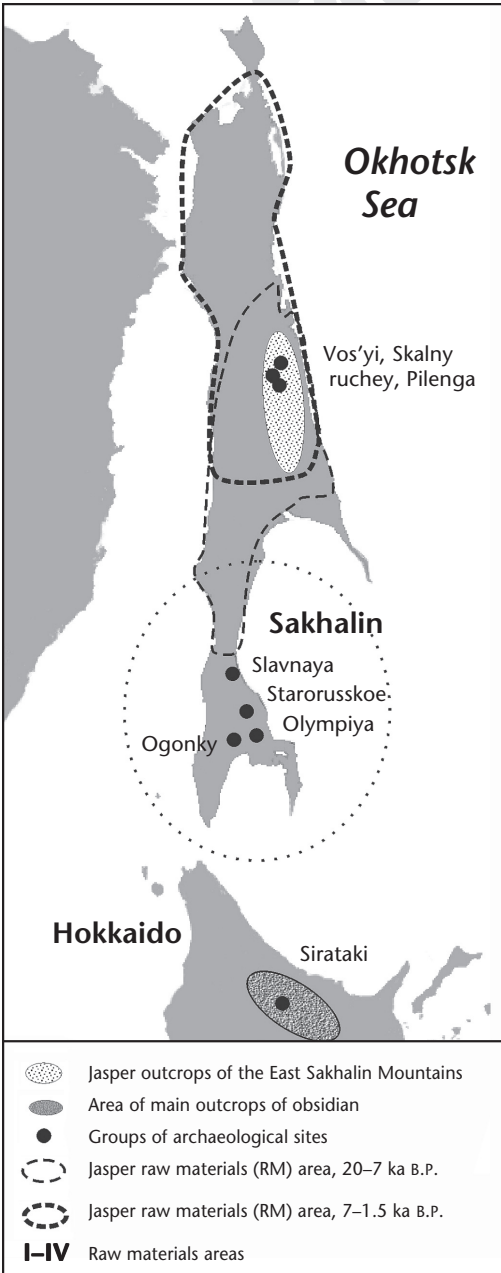 Okhotsk
Sea
Vos'yi, Skalny
ruchey, Pilenga
Sakhalin
Slavnaya
Starorusskoe
Olympiya
Ogonky
Hokkaido
Sirataki
Jasper outcrops of the East Sakhalin Mountains
Area of main outcrops of obsidian
Groups of archaeological sites
Jasper raw materials (RM) area, 20–7 ka B.P.
Jasper raw materials (RM) area, 7–1.5 ka B.P.
I–IV Raw materials areas